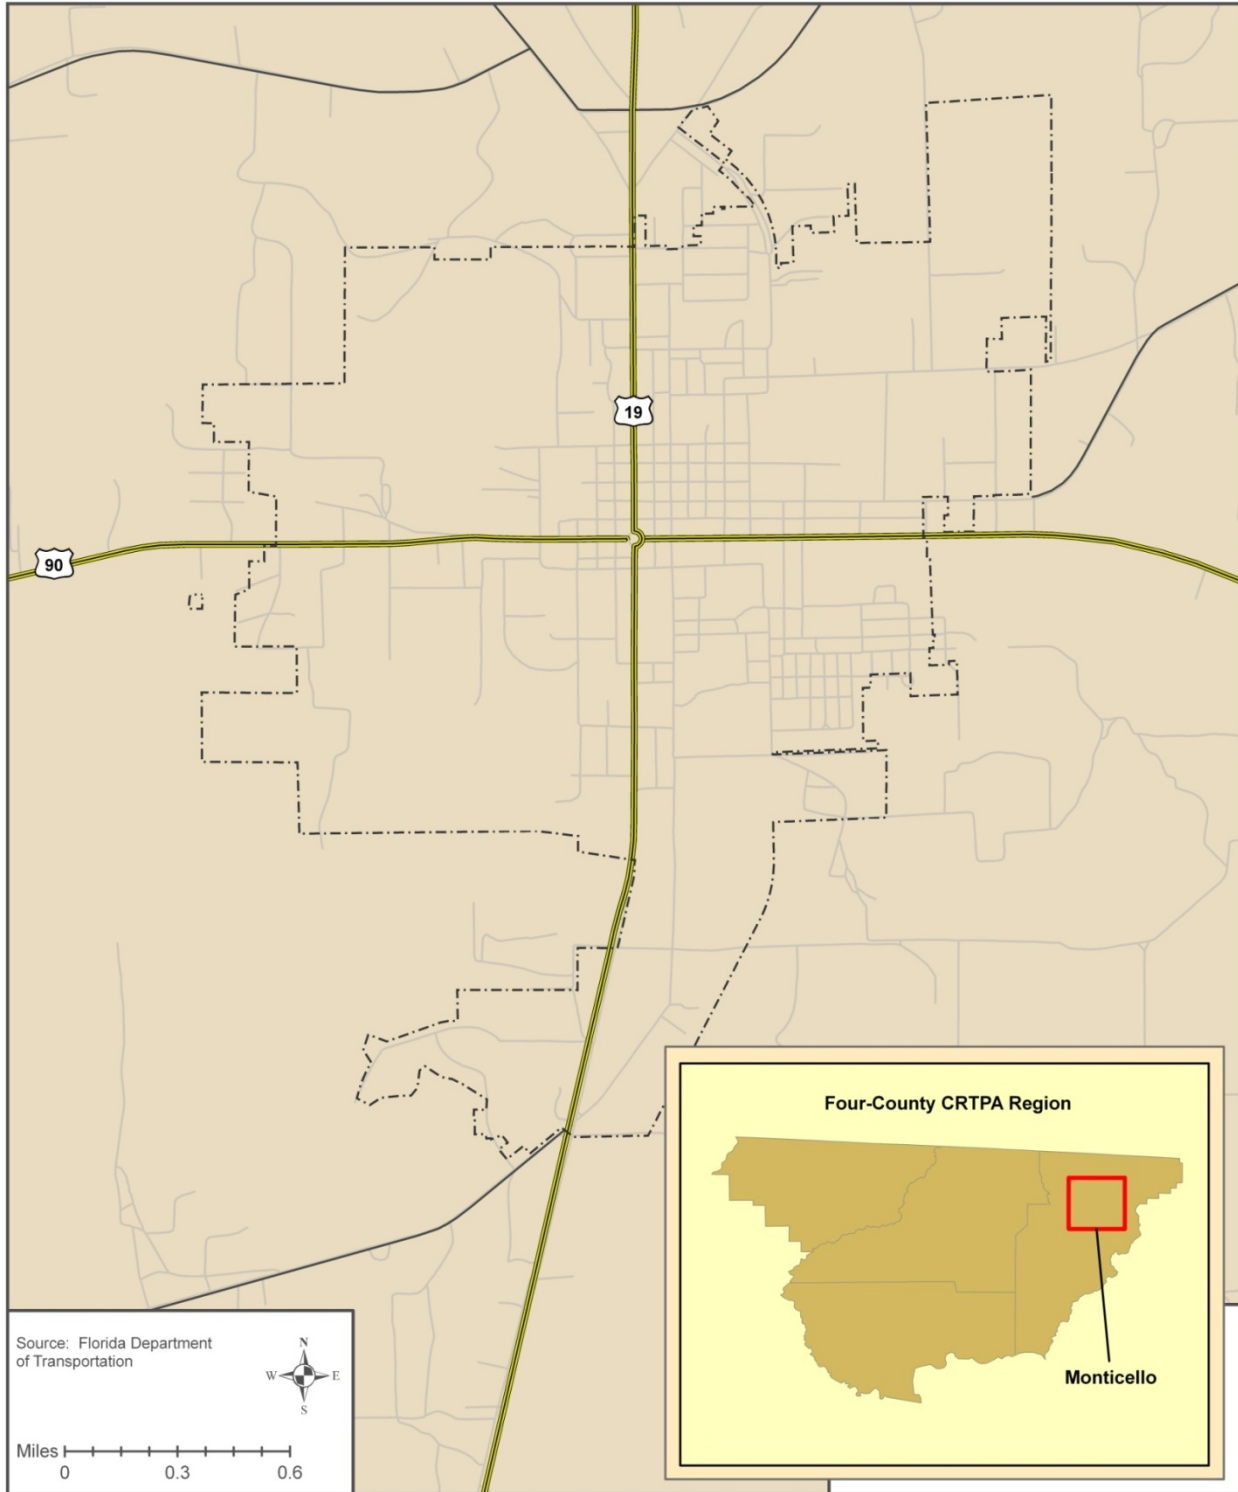 19
90
Four-County CRTPA Region
Monticello
Source: Florida Department
of Transportation
N
W E
S
Miles
0 0.3 0.6